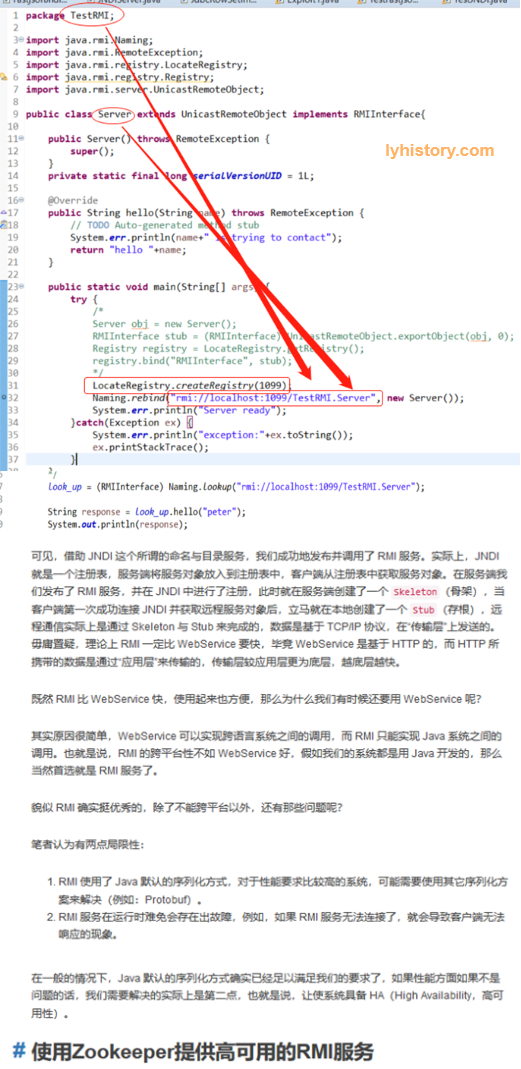 1 package TestRMI;
2
3 import java.rmi.Naming;
4 import java.rmi.RemoteException;
5 import java.rmi.registry.LocateRegistry;
6 import java.rmi.registry.Registry;
7 import java.rmi.server.UnicastRemoteObject;
8
9 public class Server extends UnicastRemoteObject implements RMIInterface{
10
11 public Server() throws RemoteException {
12 super();
13 }
lyhistory.com
14 private static final long serialVersionUID = 1L;
15
16 @Override
17 public String hello(String name) throws RemoteException {
18 // TODO Auto-generated method stub
19 System.err.println(name+" is trying to contact");
20 return "hello "+name;
21 }
22
23 public static void main(String[] args) {
24 try {
25 /*
26 Server obj = new Server();
27 RMIInterface stub = (RMIInterface) UnicastRemoteObject.exportObject(obj, 0);
28 Registry registry = LocateRegistry.getRegistry();
29 registry.bind("RMIInterface", stub);
30 */
31 LocateRegistry.createRegistry(1099);
32 Naming.rebind("rmi://localhost:1099/TestRMI.Server", new Server());
33 System.err.println("Server ready");
34 }catch(Exception ex) {
35 System.err.println("exception:"+ex.toString());
36 ex.printStackTrace();
37 }
*/
look_up = (RMIInterface) Naming.lookup("rmi://localhost:1099/TestRMI.Server");
String response = look_up.hello("peter");
System.out.println(response);
可见，借助 JNDI 这个所谓的命名与目录服务，我们成功地发布并调用了 RMI 服务。实际上，JNDI
就是一个注册表，服务端将服务对象放入到注册表中，客户端从注册表中获取服务对象。在服务端我
们发布了 RMI 服务，并在 JNDI 中进行了注册，此时就在服务端创建了一个 Skeleton（骨架），当
客户端第一次成功连接 JNDI 并获取远程服务对象后，立马就在本地创建了一个 Stub（存根），远
程通信实际上是通过 Skeleton 与 Stub 来完成的，数据是基于 TCP/IP 协议，在“传输层”上发送的。
毋庸置疑，理论上 RMI 一定比 WebService 要快，毕竟 WebService 是基于 HTTP 的，而 HTTP 所
携带的数据是通过“应用层”来传输的，传输层较应用层更为底层，越底层越快。
既然 RMI 比 WebService 快，使用起来也方便，那么为什么我们有时候还要用 WebService 呢？
其实原因很简单，WebService 可以实现跨语言系统之间的调用，而 RMI 只能实现 Java 系统之间的
调用。也就是说，RMI 的跨平台性不如 WebService 好，假如我们的系统都是用 Java 开发的，那么
当然首选就是 RMI 服务了。
貌似 RMI 确实挺优秀的，除了不能跨平台以外，还有那些问题呢？
笔者认为有两点局限性：
1. RMI 使用了 Java 默认的序列化方式，对于性能要求比较高的系统，可能需要使用其它序列化方
案来解决（例如：Protobuf）。
2. RMI 服务在运行时难免会存在出故障，例如，如果 RMI 服务无法连接了，就会导致客户端无法
响应的现象。
在一般的情况下，Java 默认的序列化方式确实已经足以满足我们的要求了，如果性能方面如果不是
问题的话，我们需要解决的实际上是第二点，也就是说，让使系统具备 HA（High Availability，高可
用性）。
# 使用Zookeeper提供高可用的RMI服务